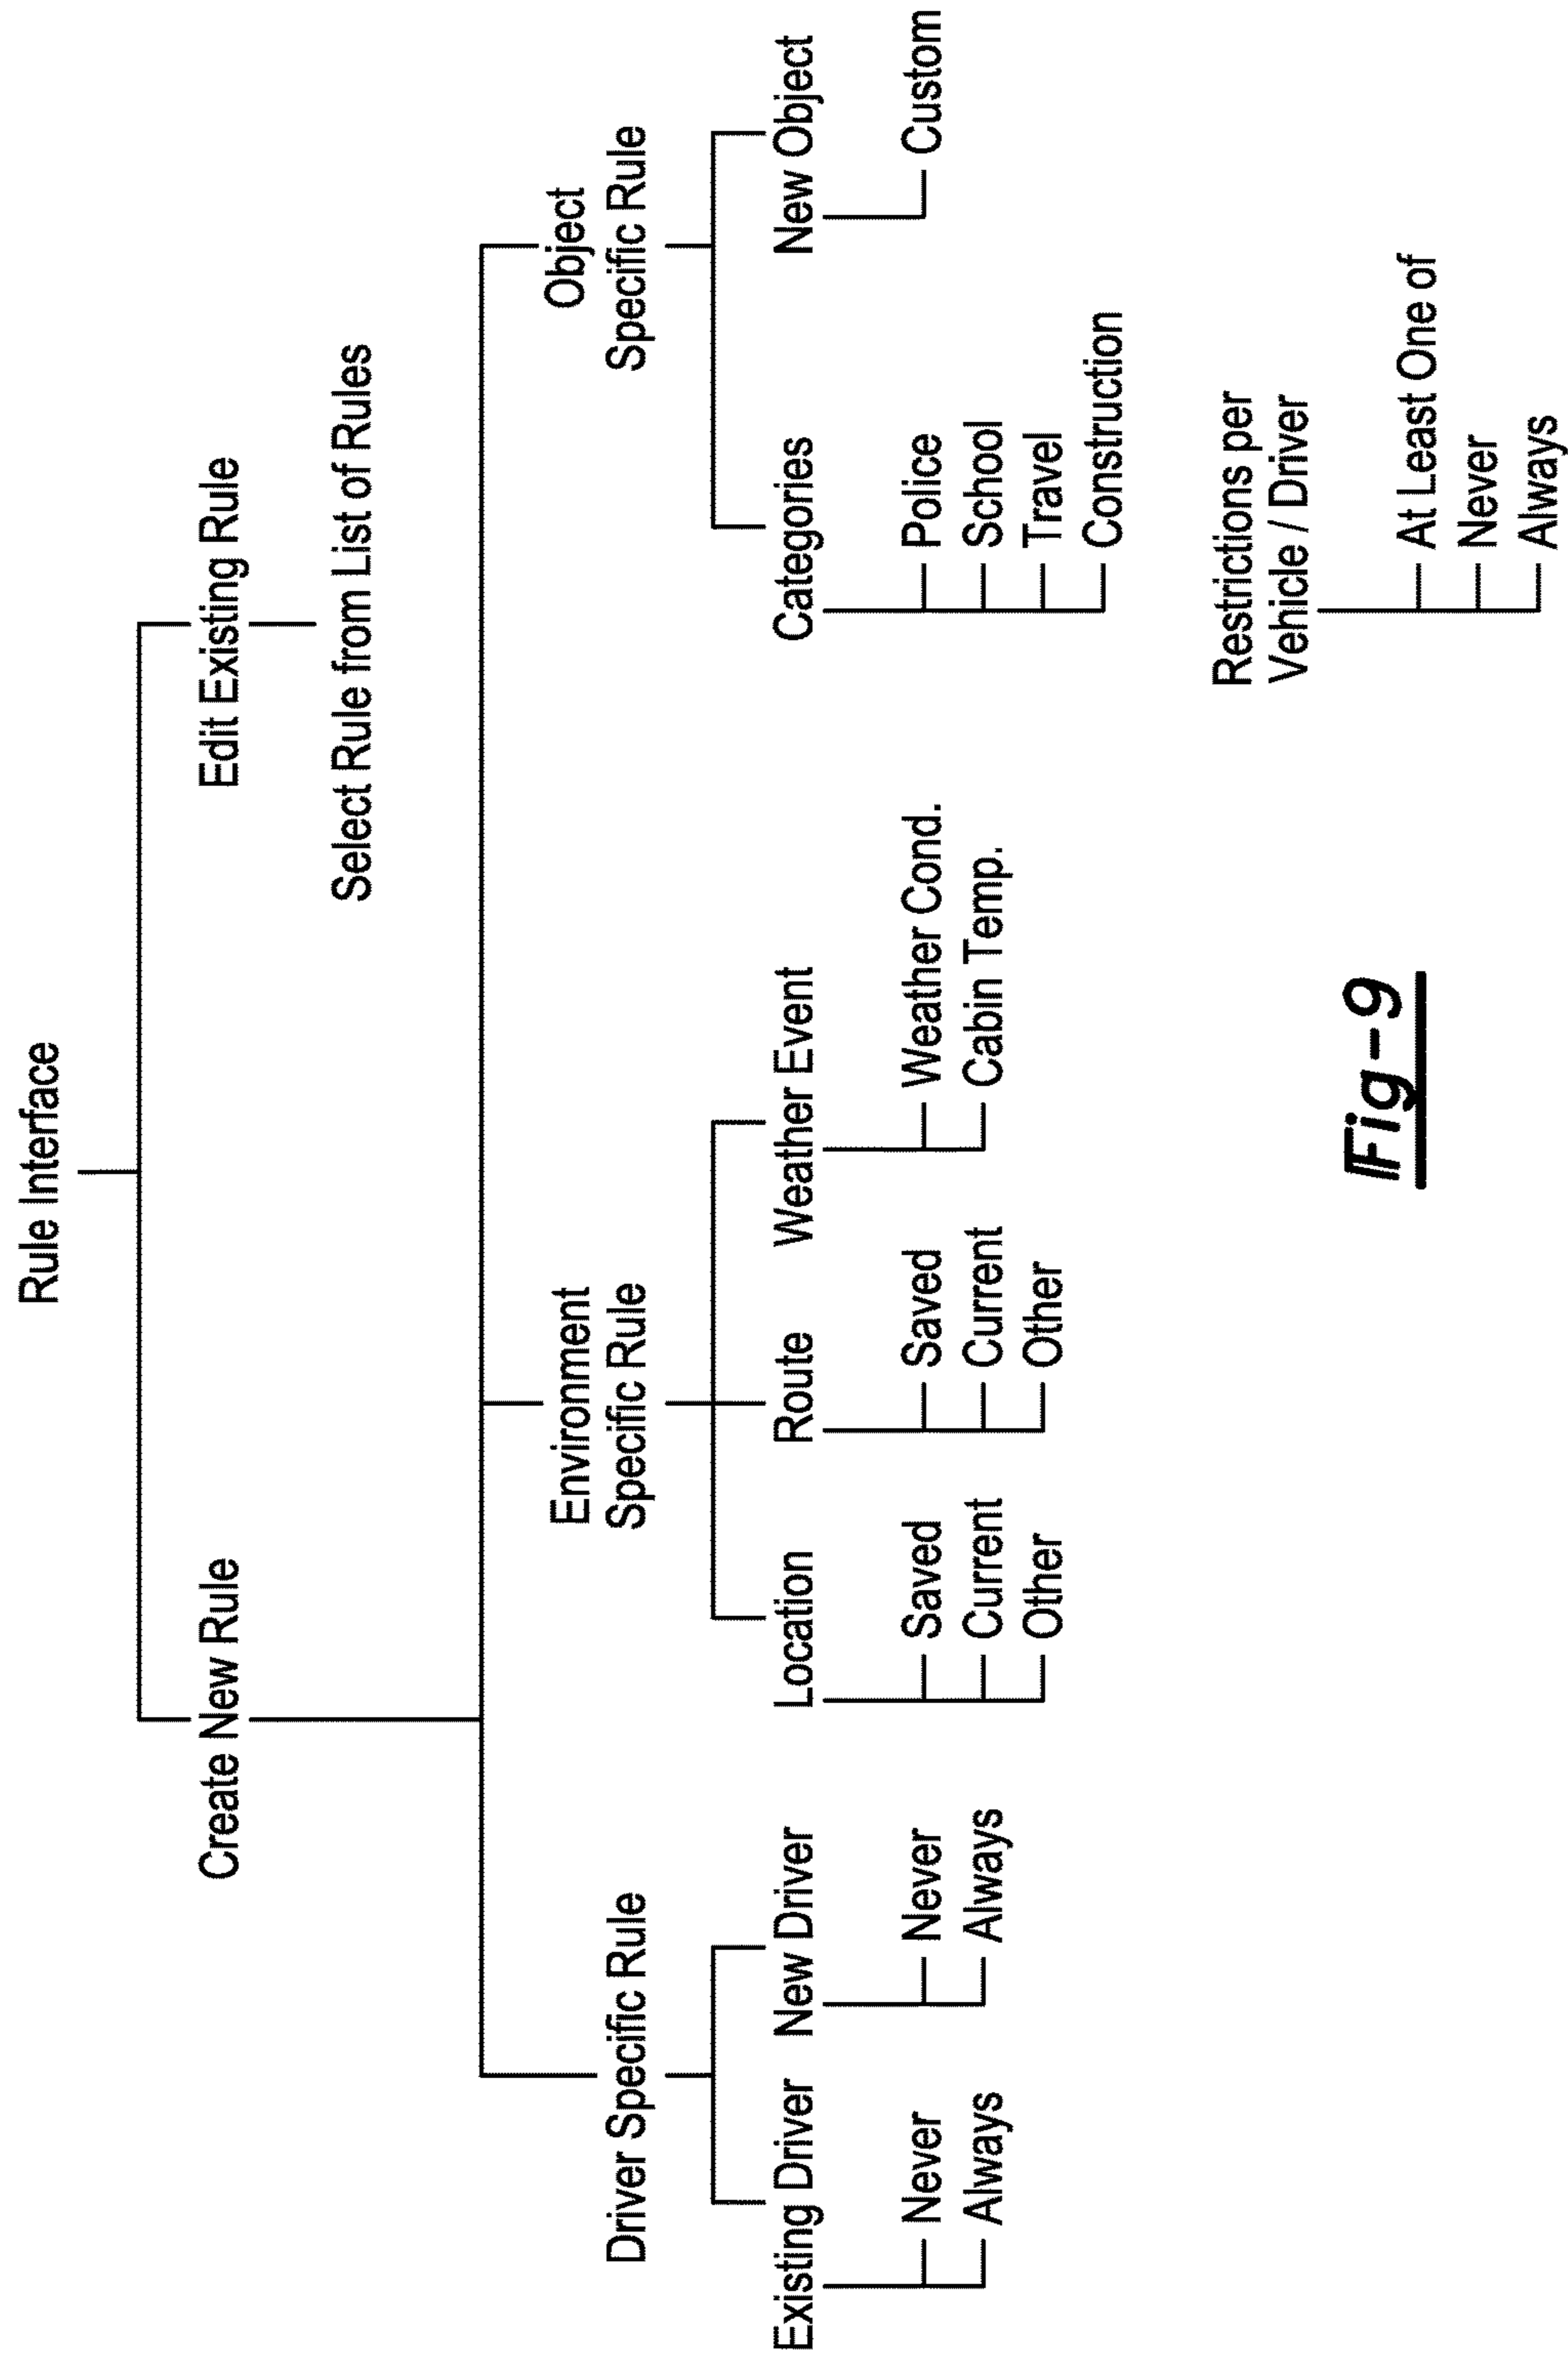 Rule Interface
Create New Rule
Edit Existing Rule
Select Rule from List of Rules
Driver Specific Rule
Environment
Specific Rule
Object
Specific Rule
Existing Driver
Never
Always
New Driver
Never
Always
Location
Saved
Current
Other
Route
Saved
Current
Other
Weather Event
Weather Cond.
Cabin Temp.
Categories
Police
School
Travel
Construction
New Object
Custom
Restrictions per
Vehicle / Driver
At Least One of
Never
Always
Fig-9